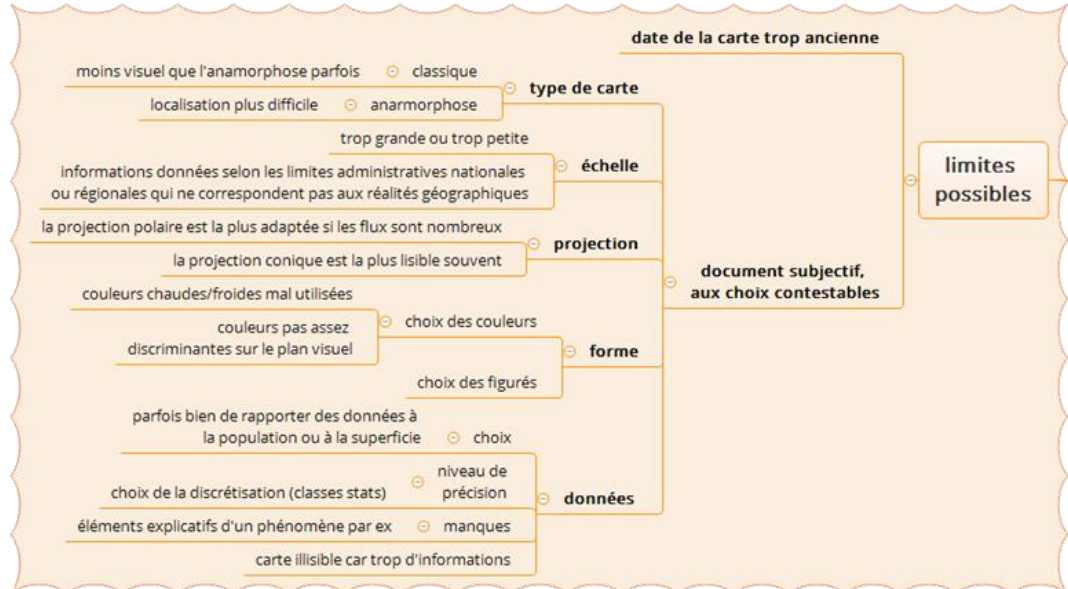 date de la carte trop ancienne
moins visuel que l'anamorphose parfois
classique
type de carte
localisation plus difficile
anarmorphose
trop grande ou trop petite
échelle
informations données selon les limites administratives nationales
ou régionales qui ne correspondent pas aux réalités géographiques
limites
possibles
la projection polaire est la plus adaptée si les flux sont nombreux
projection
la projection conique est la plus lisible souvent
document subjectif,
aux choix contestables
couleurs chaudes/froides mal utilisées
choix des couleurs
couleurs pas assez
discriminantes sur le plan visuel
forme
choix des figurés
parfois bien de rapporter des données à
la population ou à la superficie
choix
niveau de
précision
choix de la discrétisation (classes stats)
données
éléments explicatifs d'un phénomène par ex
manques
carte illisible car trop d'informations